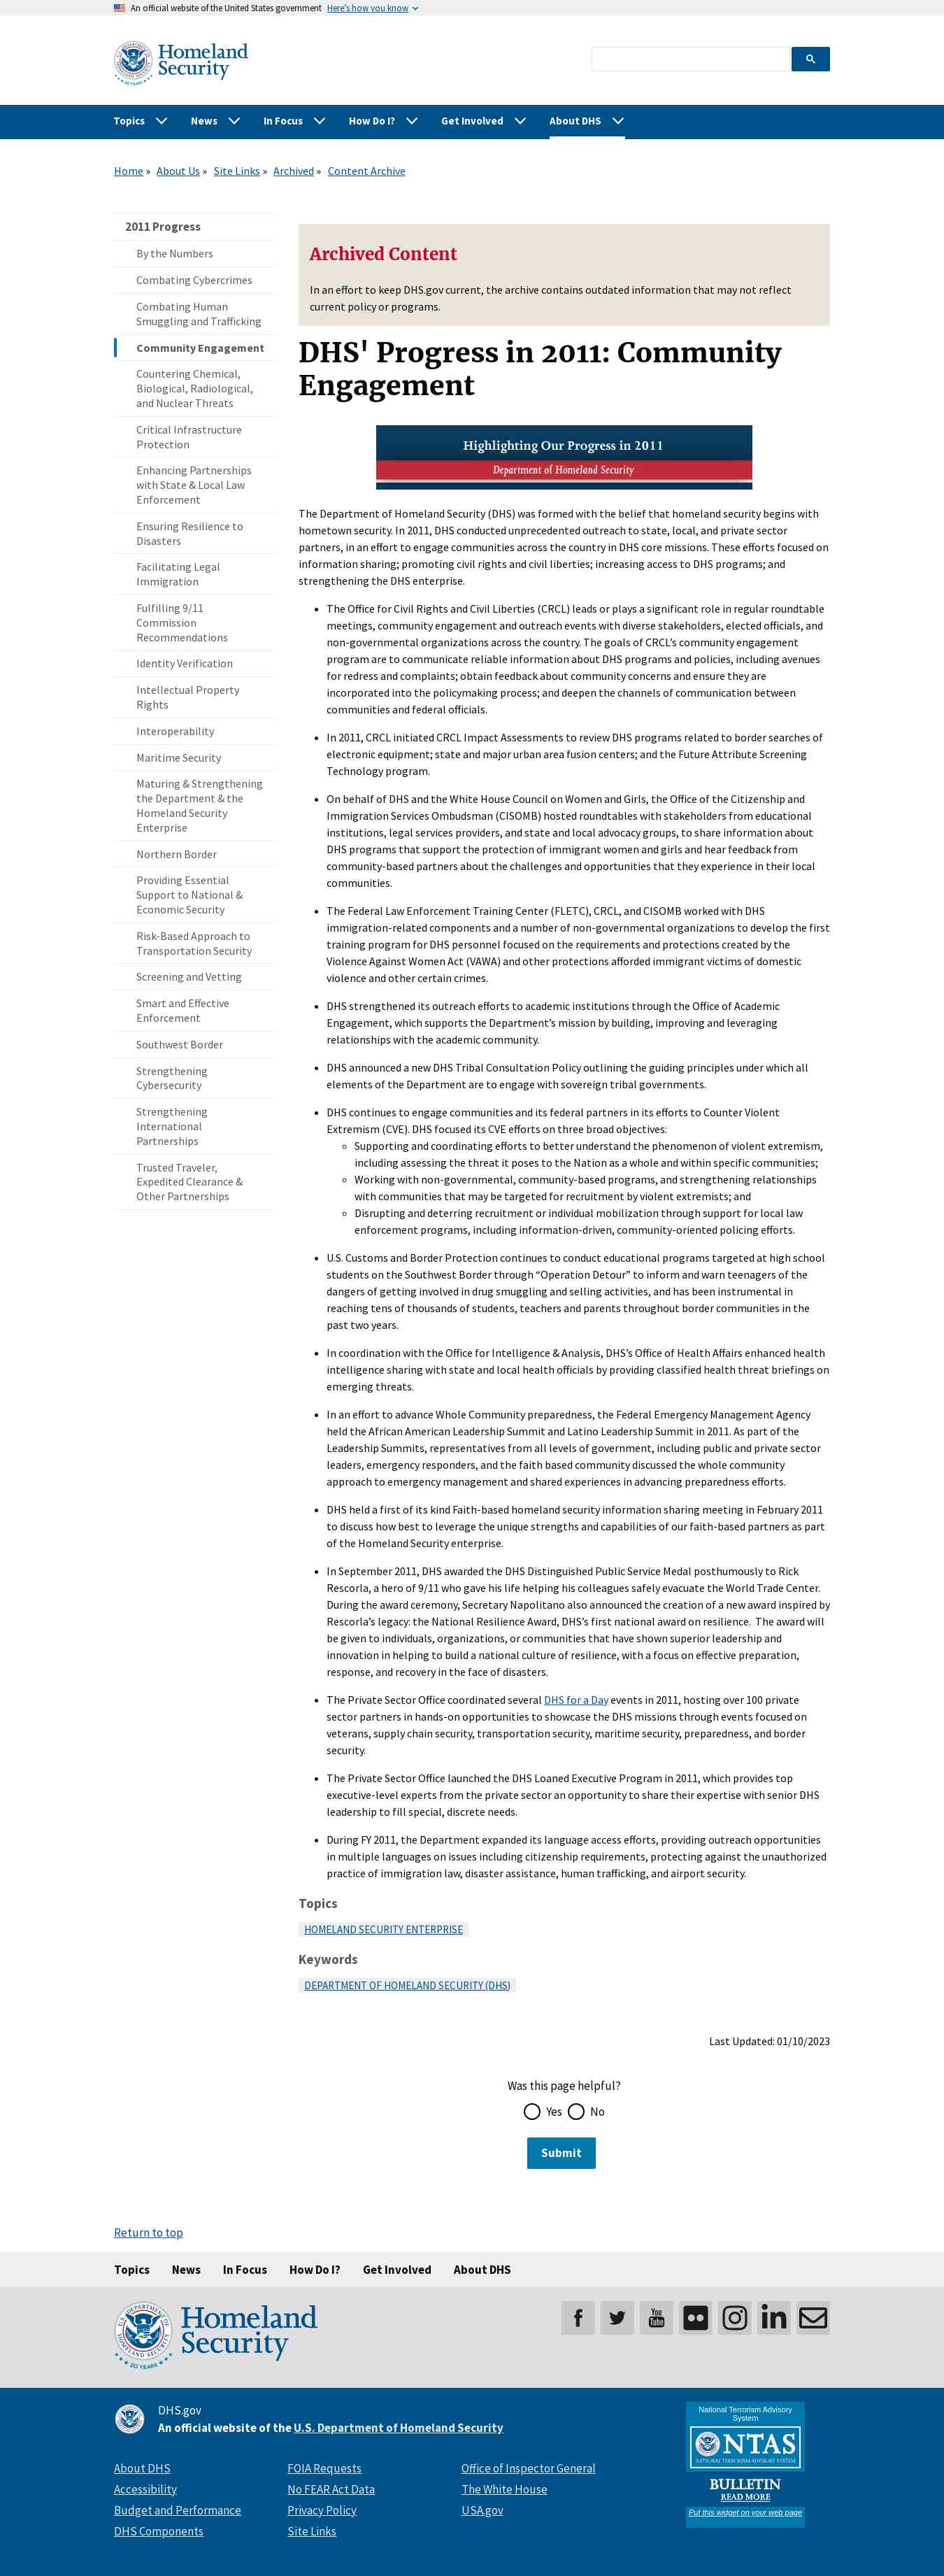 An official website of the United States government Here's how you know
Homeland
Security
20 YEARS
Topics News In Focus How Do I? Get Involved About DHS
Home » About Us » Site Links » Archived » Content Archive
2011 Progress
By the Numbers
Combating Cybercrimes
Combating Human
Smuggling and Trafficking
Community Engagement
Countering Chemical,
Biological, Radiological,
and Nuclear Threats
Critical Infrastructure
Protection
Enhancing Partnerships
with State & Local Law
Enforcement
Ensuring Resilience to
Disasters
Facilitating Legal
Immigration
Fulfilling 9/11
Commission
Recommendations
Identity Verification
Intellectual Property
Rights
Interoperability
Maritime Security
Maturing & Strengthening
the Department & the
Homeland Security
Enterprise
Northern Border
Providing Essential
Support to National &
Economic Security
Risk-Based Approach to
Transportation Security
Screening and Vetting
Smart and Effective
Enforcement
Southwest Border
Strengthening
Cybersecurity
Strengthening
International
Partnerships
Trusted Traveler,
Expedited Clearance &
Other Partnerships
Archived Content
In an effort to keep DHS.gov current, the archive contains outdated information that may not reflect
current policy or programs.
DHS' Progress in 2011: Community
Engagement
Highlighting Our Progress in 2011
Department of Homeland Security
The Department of Homeland Security (DHS) was formed with the belief that homeland security begins with
hometown security. In 2011, DHS conducted unprecedented outreach to state, local, and private sector
partners, in an effort to engage communities across the country in DHS core missions. These efforts focused on
information sharing; promoting civil rights and civil liberties; increasing access to DHS programs; and
strengthening the DHS enterprise.
• The Office for Civil Rights and Civil Liberties (CRCL) leads or plays a significant role in regular roundtable
meetings, community engagement and outreach events with diverse stakeholders, elected officials, and
non-governmental organizations across the country. The goals of CRCL's community engagement
program are to communicate reliable information about DHS programs and policies, including avenues
for redress and complaints; obtain feedback about community concerns and ensure they are
incorporated into the policymaking process; and deepen the channels of communication between
communities and federal officials.
• In 2011, CRCL initiated CRCL Impact Assessments to review DHS programs related to border searches of
electronic equipment; state and major urban area fusion centers; and the Future Attribute Screening
Technology program.
• On behalf of DHS and the White House Council on Women and Girls, the Office of the Citizenship and
Immigration Services Ombudsman (CISOMB) hosted roundtables with stakeholders from educational
institutions, legal services providers, and state and local advocacy groups, to share information about
DHS programs that support the protection of immigrant women and girls and hear feedback from
community-based partners about the challenges and opportunities that they experience in their local
communities.
• The Federal Law Enforcement Training Center (FLETC), CRCL, and CISOMB worked with DHS
immigration-related components and a number of non-governmental organizations to develop the first
training program for DHS personnel focused on the requirements and protections created by the
Violence Against Women Act (VAWA) and other protections afforded immigrant victims of domestic
violence and other certain crimes.
• DHS strengthened its outreach efforts to academic institutions through the Office of Academic
Engagement, which supports the Department's mission by building, improving and leveraging
relationships with the academic community.
• DHS announced a new DHS Tribal Consultation Policy outlining the guiding principles under which all
elements of the Department are to engage with sovereign tribal governments.
• DHS continues to engage communities and its federal partners in its efforts to Counter Violent
Extremism (CVE). DHS focused its CVE efforts on three broad objectives:
◦ Supporting and coordinating efforts to better understand the phenomenon of violent extremism,
including assessing the threat it poses to the Nation as a whole and within specific communities;
◦ Working with non-governmental, community-based programs, and strengthening relationships
with communities that may be targeted for recruitment by violent extremists; and
◦ Disrupting and deterring recruitment or individual mobilization through support for local law
enforcement programs, including information-driven, community-oriented policing efforts.
• U.S. Customs and Border Protection continues to conduct educational programs targeted at high school
students on the Southwest Border through “Operation Detour” to inform and warn teenagers of the
dangers of getting involved in drug smuggling and selling activities, and has been instrumental in
reaching tens of thousands of students, teachers and parents throughout border communities in the
past two years.
• In coordination with the Office for Intelligence & Analysis, DHS's Office of Health Affairs enhanced health
intelligence sharing with state and local health officials by providing classified health threat briefings on
emerging threats.
• In an effort to advance Whole Community preparedness, the Federal Emergency Management Agency
held the African American Leadership Summit and Latino Leadership Summit in 2011. As part of the
Leadership Summits, representatives from all levels of government, including public and private sector
leaders, emergency responders, and the faith based community discussed the whole community
approach to emergency management and shared experiences in advancing preparedness efforts.
• DHS held a first of its kind Faith-based homeland security information sharing meeting in February 2011
to discuss how best to leverage the unique strengths and capabilities of our faith-based partners as part
of the Homeland Security enterprise.
• In September 2011, DHS awarded the DHS Distinguished Public Service Medal posthumously to Rick
Rescorla, a hero of 9/11 who gave his life helping his colleagues safely evacuate the World Trade Center.
During the award ceremony, Secretary Napolitano also announced the creation of a new award inspired by
Rescorla's legacy: the National Resilience Award, DHS's first national award on resilience. The award will
be given to individuals, organizations, or communities that have shown superior leadership and
innovation in helping to build a national culture of resilience, with a focus on effective preparation,
response, and recovery in the face of disasters.
• The Private Sector Office coordinated several DHS for a Day events in 2011, hosting over 100 private
sector partners in hands-on opportunities to showcase the DHS missions through events focused on
veterans, supply chain security, transportation security, maritime security, preparedness, and border
security.
• The Private Sector Office launched the DHS Loaned Executive Program in 2011, which provides top
executive-level experts from the private sector an opportunity to share their expertise with senior DHS
leadership to fill special, discrete needs.
• During FY 2011, the Department expanded its language access efforts, providing outreach opportunities
in multiple languages on issues including citizenship requirements, protecting against the unauthorized
practice of immigration law, disaster assistance, human trafficking, and airport security.
Topics
HOMELAND SECURITY ENTERPRISE
Keywords
DEPARTMENT OF HOMELAND SECURITY (DHS)
Last Updated: 01/10/2023
Was this page helpful?
Yes No
Submit
Return to top
Topics News In Focus How Do I? Get Involved About DHS
Homeland
Security
20 YEARS
You
Tube
DHS.gov
An official website of the U.S. Department of Homeland Security
About DHS
Accessibility
Budget and Performance
DHS Components
FOIA Requests
No FEAR Act Data
Privacy Policy
Site Links
Office of Inspector General
The White House
USA.gov
National Terrorism Advisory
System
NTAS
NATIONAL TERRORISM ADVISORY SYSTEM
BULLETIN
READ MORE
Put this widget on your web page